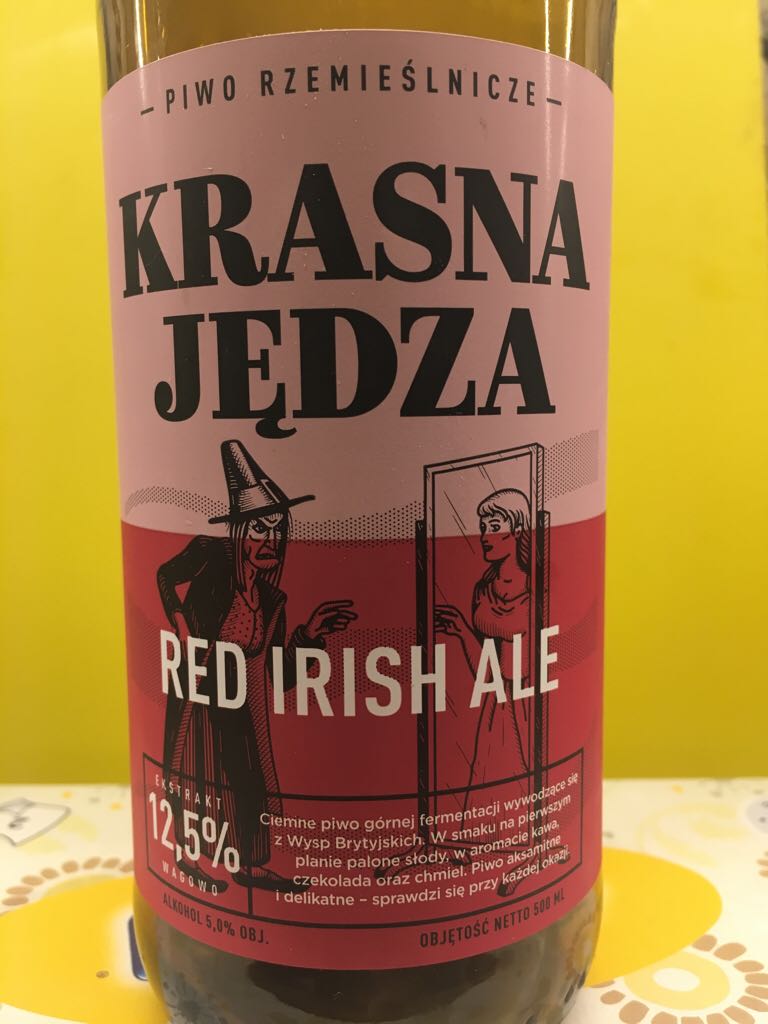 – PIWO RZEMIEŚLNICZE –
KRASNA
JĘDZA
RED IRISH ALE
EKSTRAKT
12,5%
WAGOWO
Ciemne piwo górnej fermentacji wywodzące się
z Wysp Brytyjskich. W smaku na pierwszym
planie palone słody, w aromacie kawa,
czekolada oraz chmiel. Piwo aksamitne
i delikatne – sprawdzi się przy każdej okazji.
ALKOHOL 5,0% OBJ.
OBJĘTOŚĆ NETTO 500 ML